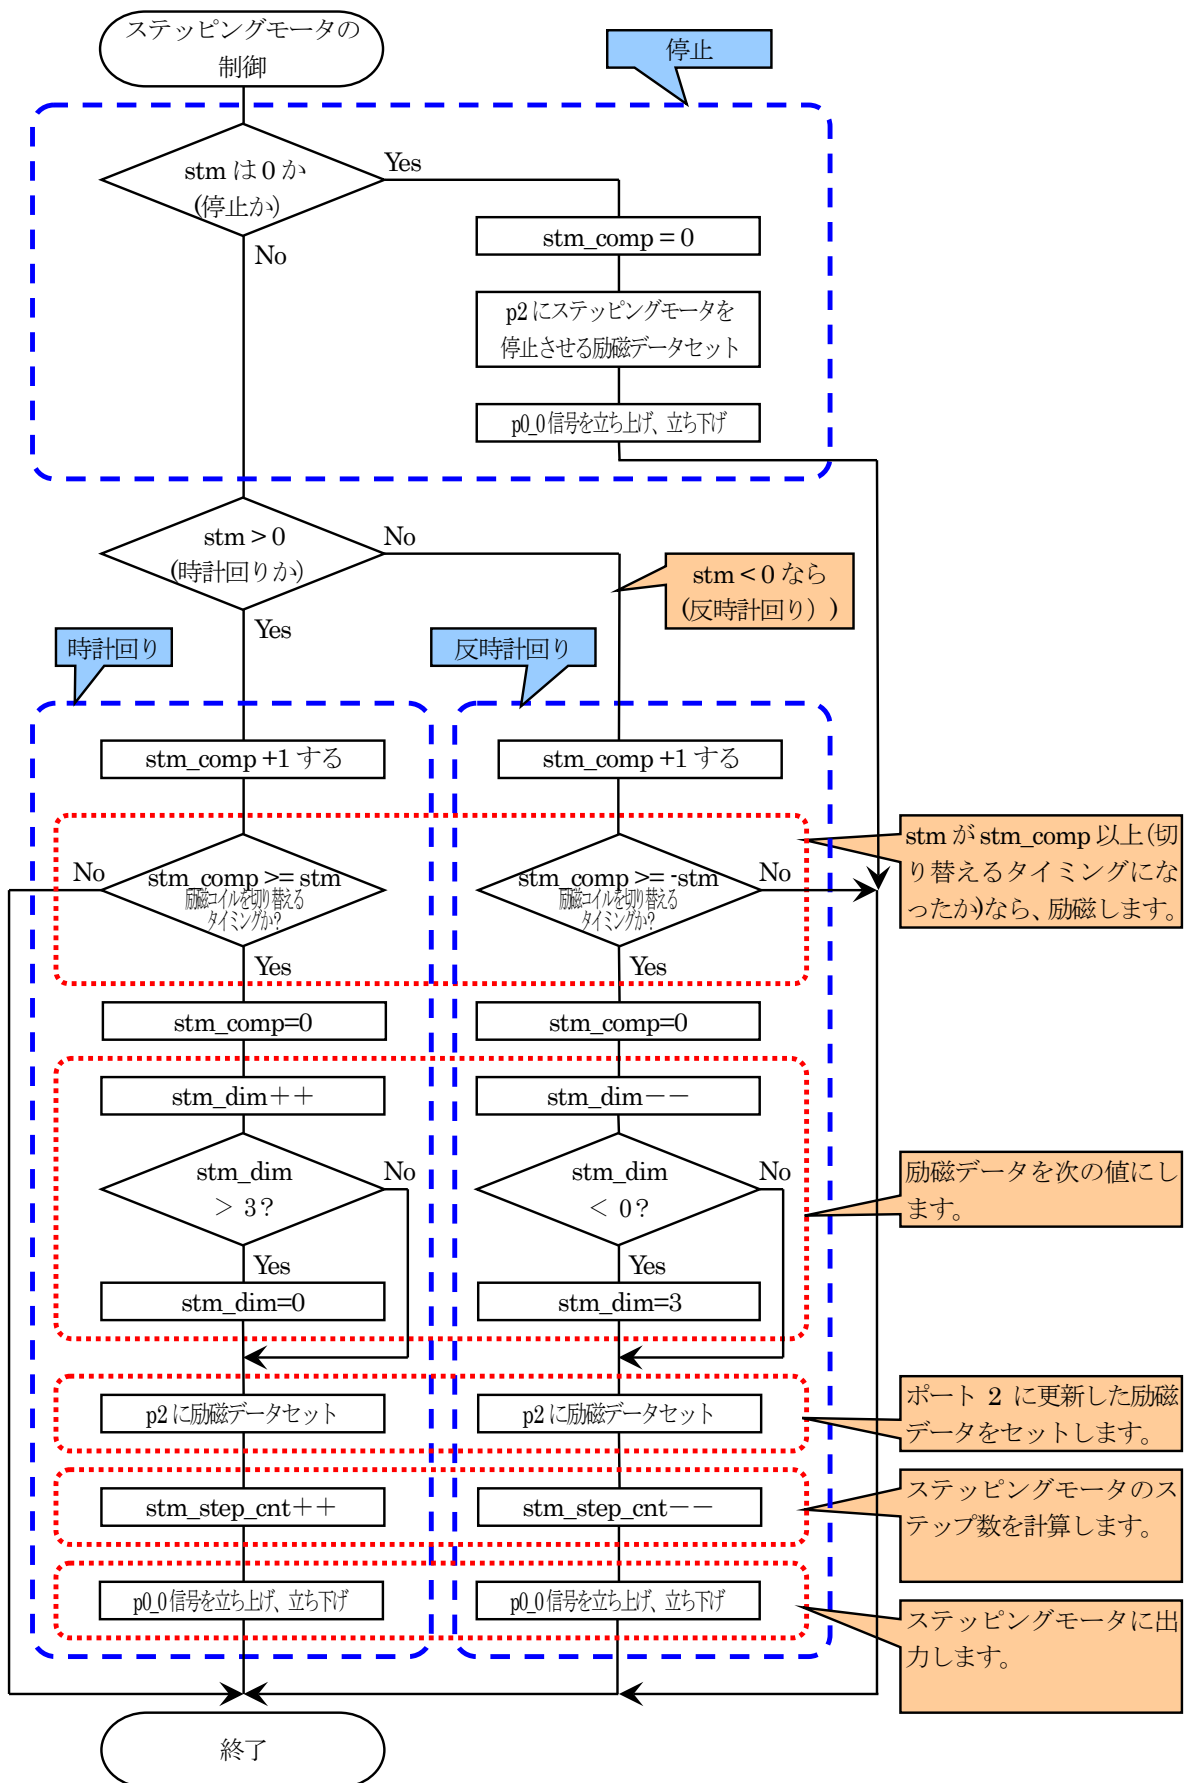 ステッピングモータの
制御
停止
stm は 0 か
(停止か)
Yes
No
stm_comp = 0
p2 にステッピングモータを
停止させる励磁データセット
p0_0 信号を立ち上げ、立ち下げ
stm > 0
(時計回りか)
No
Yes
stm < 0 なら
(反時計回り））
時計回り
反時計回り
stm_comp +1 する
stm_comp +1 する
No
stm_comp >= stm
励磁コイルを切り替える
タイミングか?
Yes
stm_comp >= -stm
励磁コイルを切り替える
タイミングか?
No
Yes
stm が stm_comp 以上(切
り替えるタイミングにな
ったか)なら、励磁します。
stm_comp=0
stm_comp=0
stm_dim＋＋
stm_dim－－
stm_dim
＞ 3？
No
Yes
stm_dim
＜ 0？
No
Yes
励磁データを次の値にし
ます。
stm_dim=0
stm_dim=3
p2 に励磁データセット
p2 に励磁データセット
ポート 2 に更新した励磁
データをセットします。
stm_step_cnt＋＋
stm_step_cnt－－
ステッピングモータのス
テップ数を計算します。
p0_0 信号を立ち上げ、立ち下げ
p0_0 信号を立ち上げ、立ち下げ
ステッピングモータに出
力します。
終了